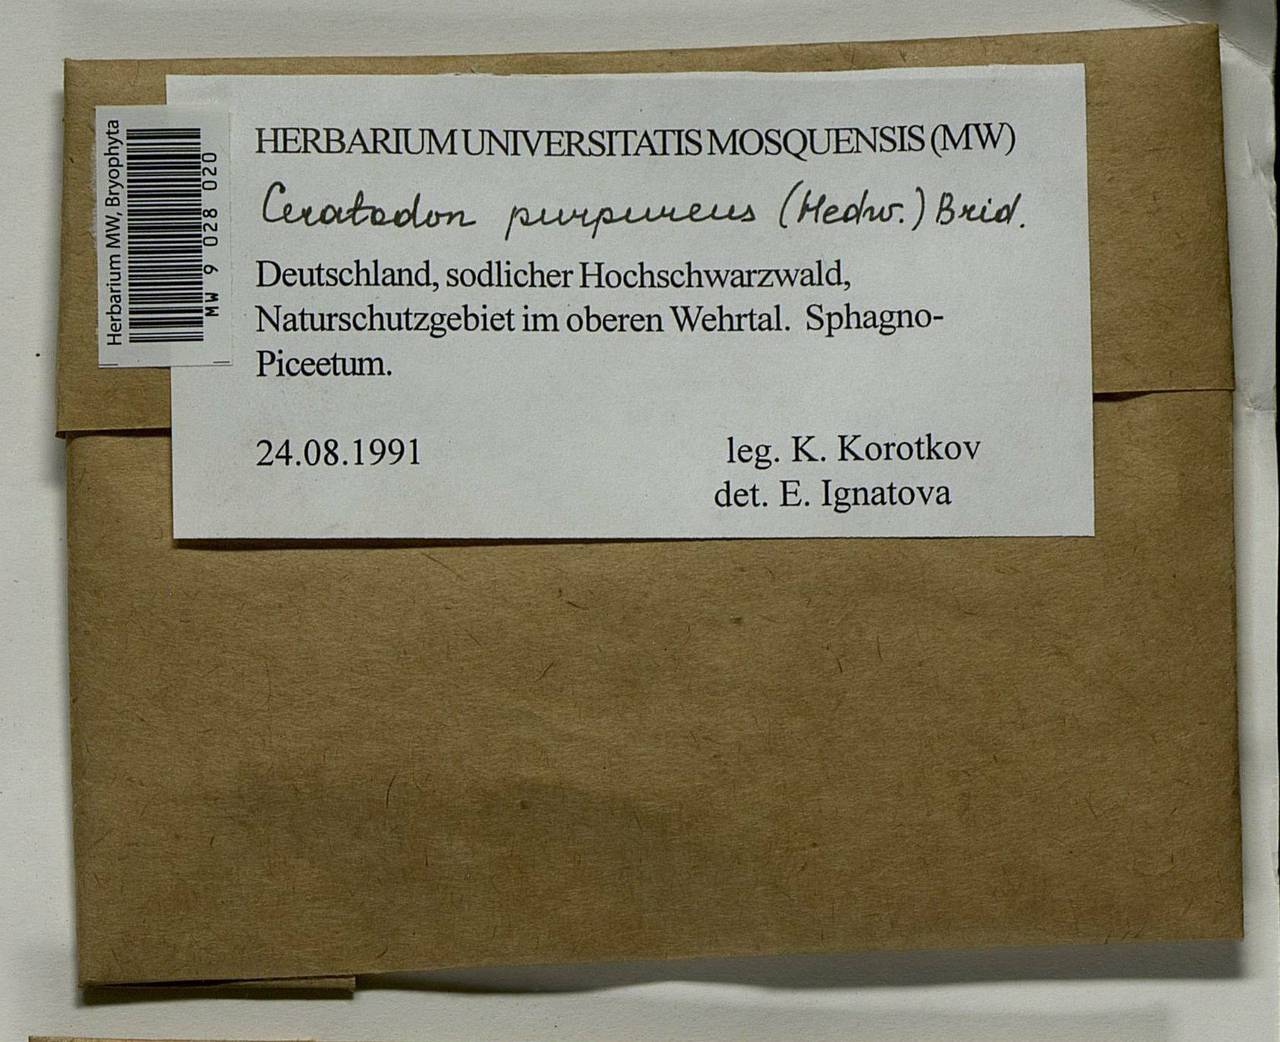 Herbarium MW, Bryophyta
MW 9 028 020
HERBARIUM UNIVERSITATIS MOSQUENSIS (MW)
Ceratodon purpureus (Hedw.) Brid.
Deutschland, sodlicher Hochschwarzwald,
Naturschutzgebiet im oberen Wehrtal. Sphagno-
Piceetum.
24.08.1991
leg. K. Korotkov
det. E. Ignatova